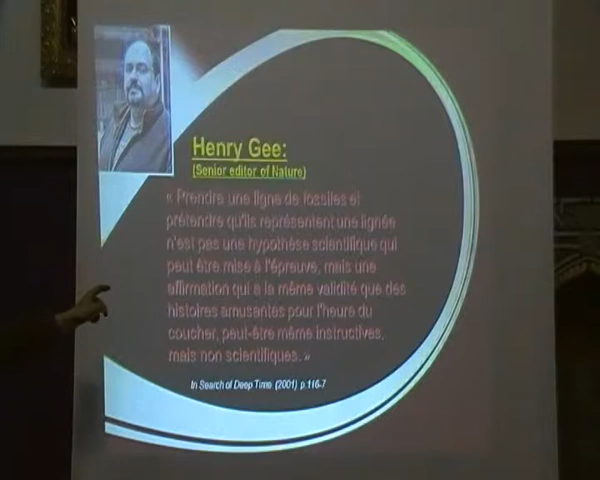 Henry Gee:
(Senior editor of Nature)
« Prendre une ligne de fossiles et
prétendre qu'ils représentent une lignée
n'est pas une hypothèse scientifique qui
peut être mise à l'épreuve, mais une
affirmation qui a la même validité que des
histoires amusantes pour l'heure du
coucher, peut-être même instructives,
mais non scientifiques. »
In Search of Deep Time (2001) p.116-7